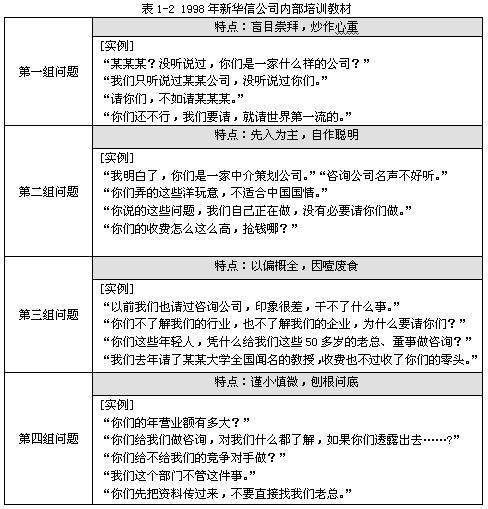 表 1-2 1998 年新华信公司内部培训教材
特点：盲目崇拜，炒作心重
第一组问题
[实例]
“某某某？没听说过，你们是一家什么样的公司？”
“我们只听说过某某公司，没听说过你们。”
“请你们，不如请某某某。”
“你们还不行，我们要请，就请世界第一流的。”
特点：先入为主，自作聪明
第二组问题
[实例]
“我明白了，你们是一家中介策划公司。”“咨询公司名声不好听。”
“你们弄的这些洋玩意，不适合中国国情。”
“你说的这些问题，我们自己正在做，没有必要请你们做。”
“你们的收费怎么这么高，抢钱哪？”
特点：以偏概全，因噎废食
第三组问题
[实例]
“以前我们也请过咨询公司，印象很差，干不了什么事。”
“你们不了解我们的行业，也不了解我们的企业，为什么要请你们？”
“你们这些年轻人，凭什么给我们这些 50 多岁的老总、董事做咨询？”
“我们去年请了某某大学全国闻名的教授，收费也不过收了你们的零头。”
特点：谨小慎微，刨根问底
第四组问题
[实例]
“你们的年营业额有多大？”
“你们给我们做咨询，对我们什么都了解，如果你们透露出去……？”
“你们给不给我们的竞争对手做？”
“我们这个部门不管这件事。”
“你们先把资料传过来，不要直接找我们老总。”